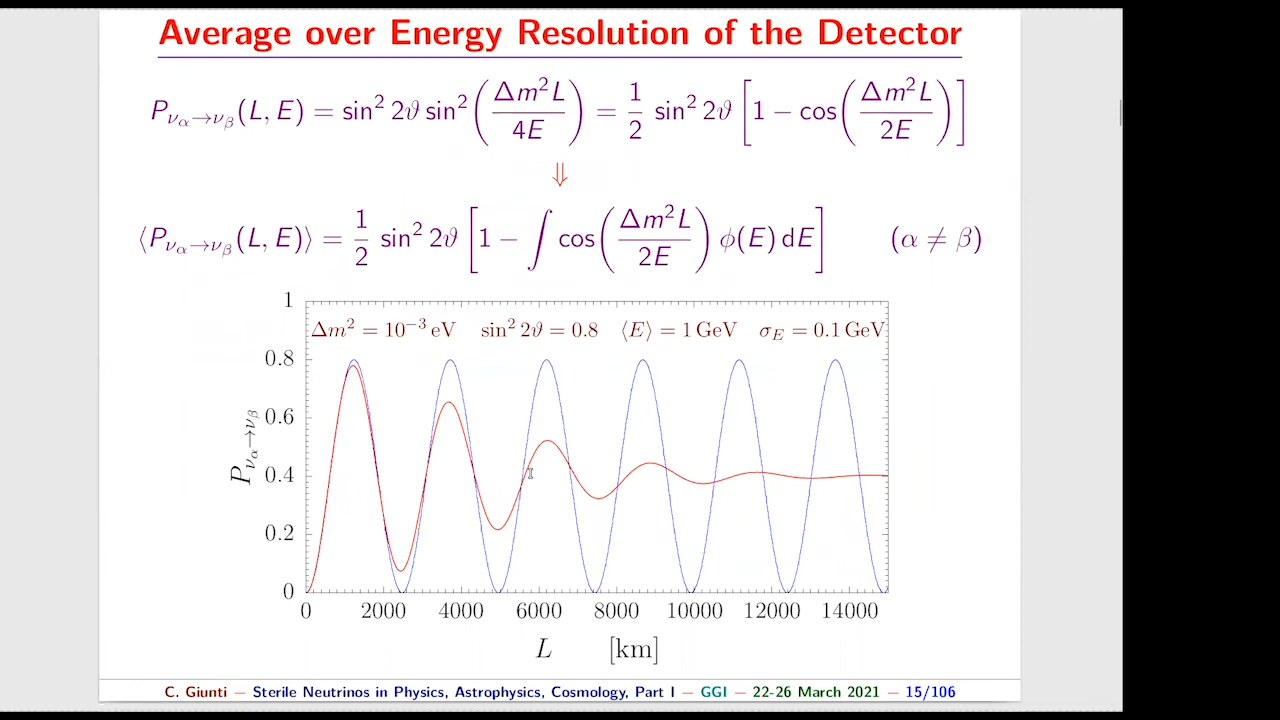 Average over Energy Resolution of the Detector
P_{ν_α→ν_β}(L, E) = sin² 2ϑ sin²(Δm²L / 4E) = 1/2 sin² 2ϑ [1 − cos(Δm²L / 2E)]
⇓
⟨P_{ν_α→ν_β}(L, E)⟩ = 1/2 sin² 2ϑ [1 − ∫ cos(Δm²L / 2E) ϕ(E) dE] (α ≠ β)
Δm² = 10⁻³ eV sin² 2ϑ = 0.8 ⟨E⟩ = 1 GeV σ_E = 0.1 GeV
1
0.8
0.6
0.4
0.2
0
P_{ν_α→ν_β}
0 2000 4000 6000 8000 10000 12000 14000
L [km]
C. Giunti − Sterile Neutrinos in Physics, Astrophysics, Cosmology, Part I − GGI − 22-26 March 2021 − 15/106